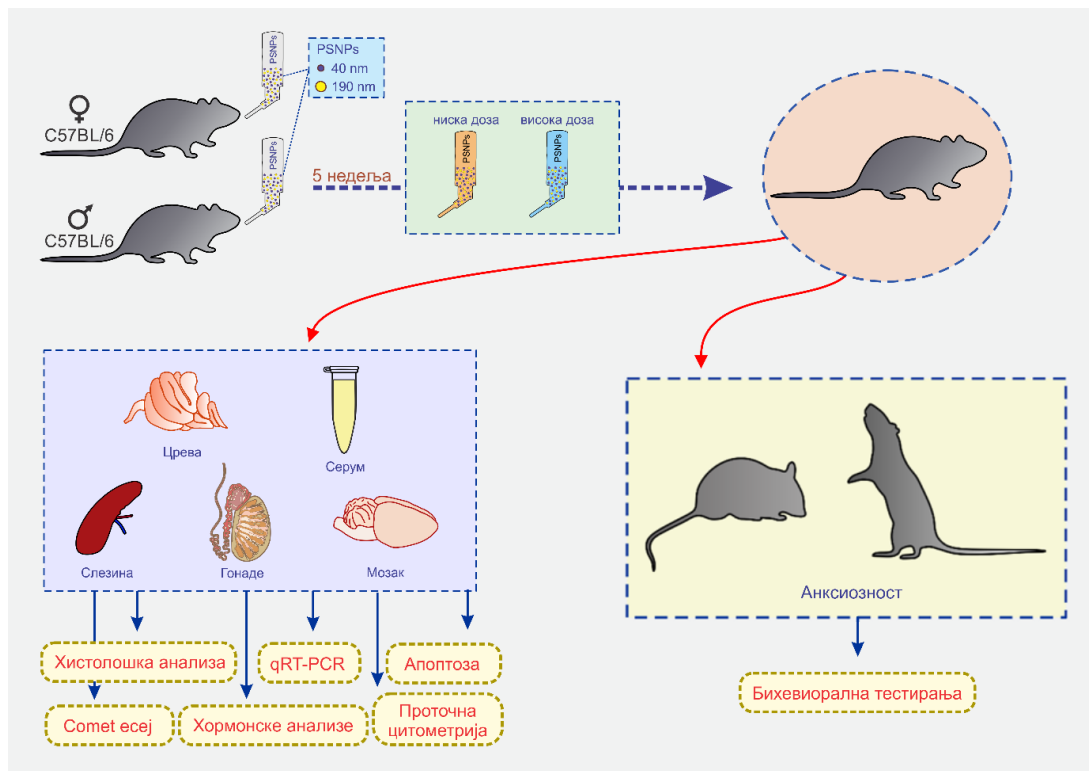 PSNPs
PSNPs
40 nm
190 nm
C57BL/6
PSNPs
C57BL/6
5 недеља
ниска доза
висока доза
PSNPs
PSNPs
Црева
Серум
Слезина
Гонаде
Мозак
Анксиозност
Хистолошка анализа
qRT-PCR
Апоптоза
Comet есеј
Хормонске анализе
Проточна
цитометрија
Бихевиорална тестирања